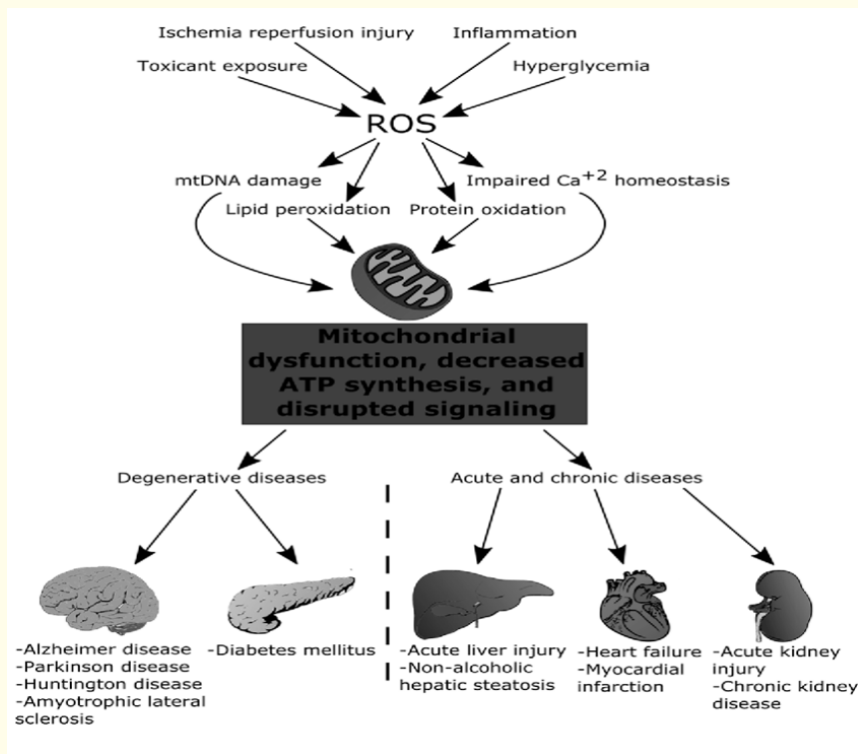 Ischemia reperfusion injury
Inflammation
Toxicant exposure
Hyperglycemia
ROS
mtDNA damage
Impaired Ca+2 homeostasis
Lipid peroxidation
Protein oxidation
Mitochondrial
dysfunction, decreased
ATP synthesis, and
disrupted signaling
Degenerative diseases
Acute and chronic diseases
-Alzheimer disease
-Parkinson disease
-Huntington disease
-Amyotrophic lateral
sclerosis
-Diabetes mellitus
-Acute liver injury
-Non-alcoholic
hepatic steatosis
-Heart failure
-Myocardial
infarction
-Acute kidney
injury
-Chronic kidney
disease